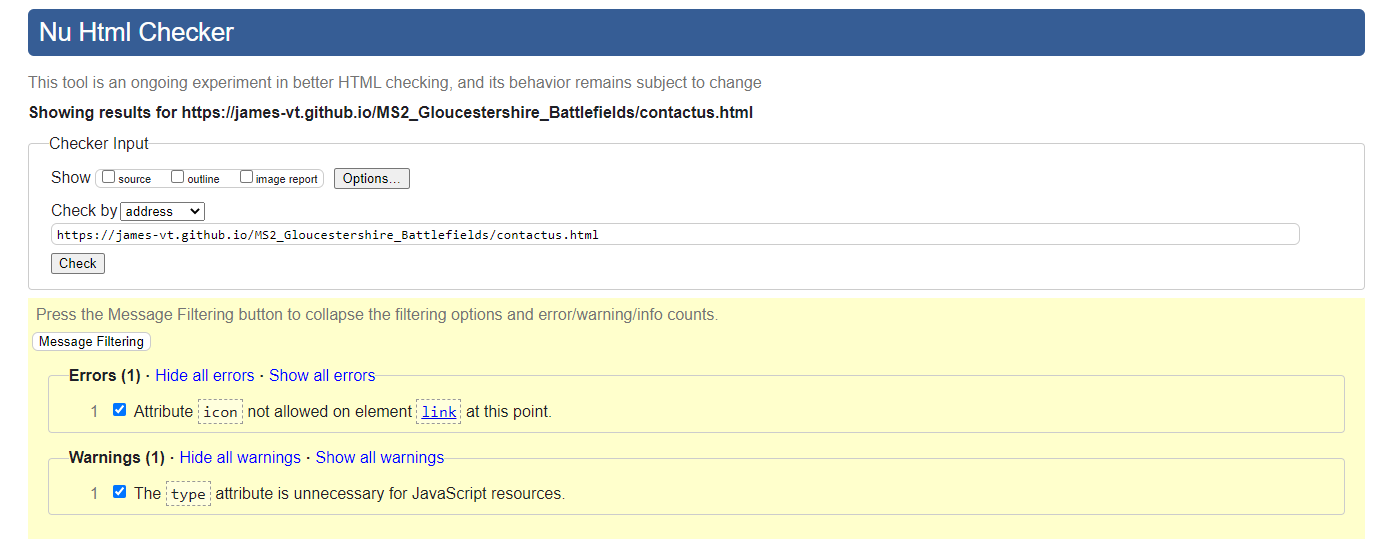 Nu Html Checker
This tool is an ongoing experiment in better HTML checking, and its behavior remains subject to change
Showing results for https://james-vt.github.io/MS2_Gloucestershire_Battlefields/contactus.html
Checker Input
Show source outline image report Options...
Check by address
https://james-vt.github.io/MS2_Gloucestershire_Battlefields/contactus.html
Check
Press the Message Filtering button to collapse the filtering options and error/warning/info counts.
Message Filtering
Errors (1) · Hide all errors · Show all errors
1 Attribute icon not allowed on element link at this point.
Warnings (1) · Hide all warnings · Show all warnings
1 The type attribute is unnecessary for JavaScript resources.